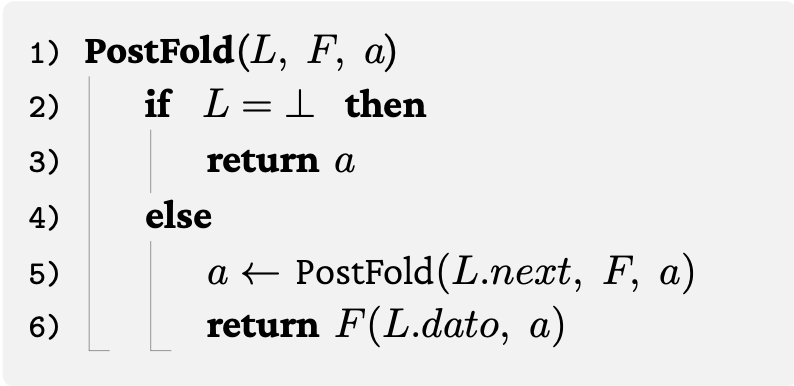 1) PostFold(L, F, a)
2) if L = ⊥ then
3) return a
4) else
5) a ← PostFold(L.next, F, a)
6) return F(L.dato, a)